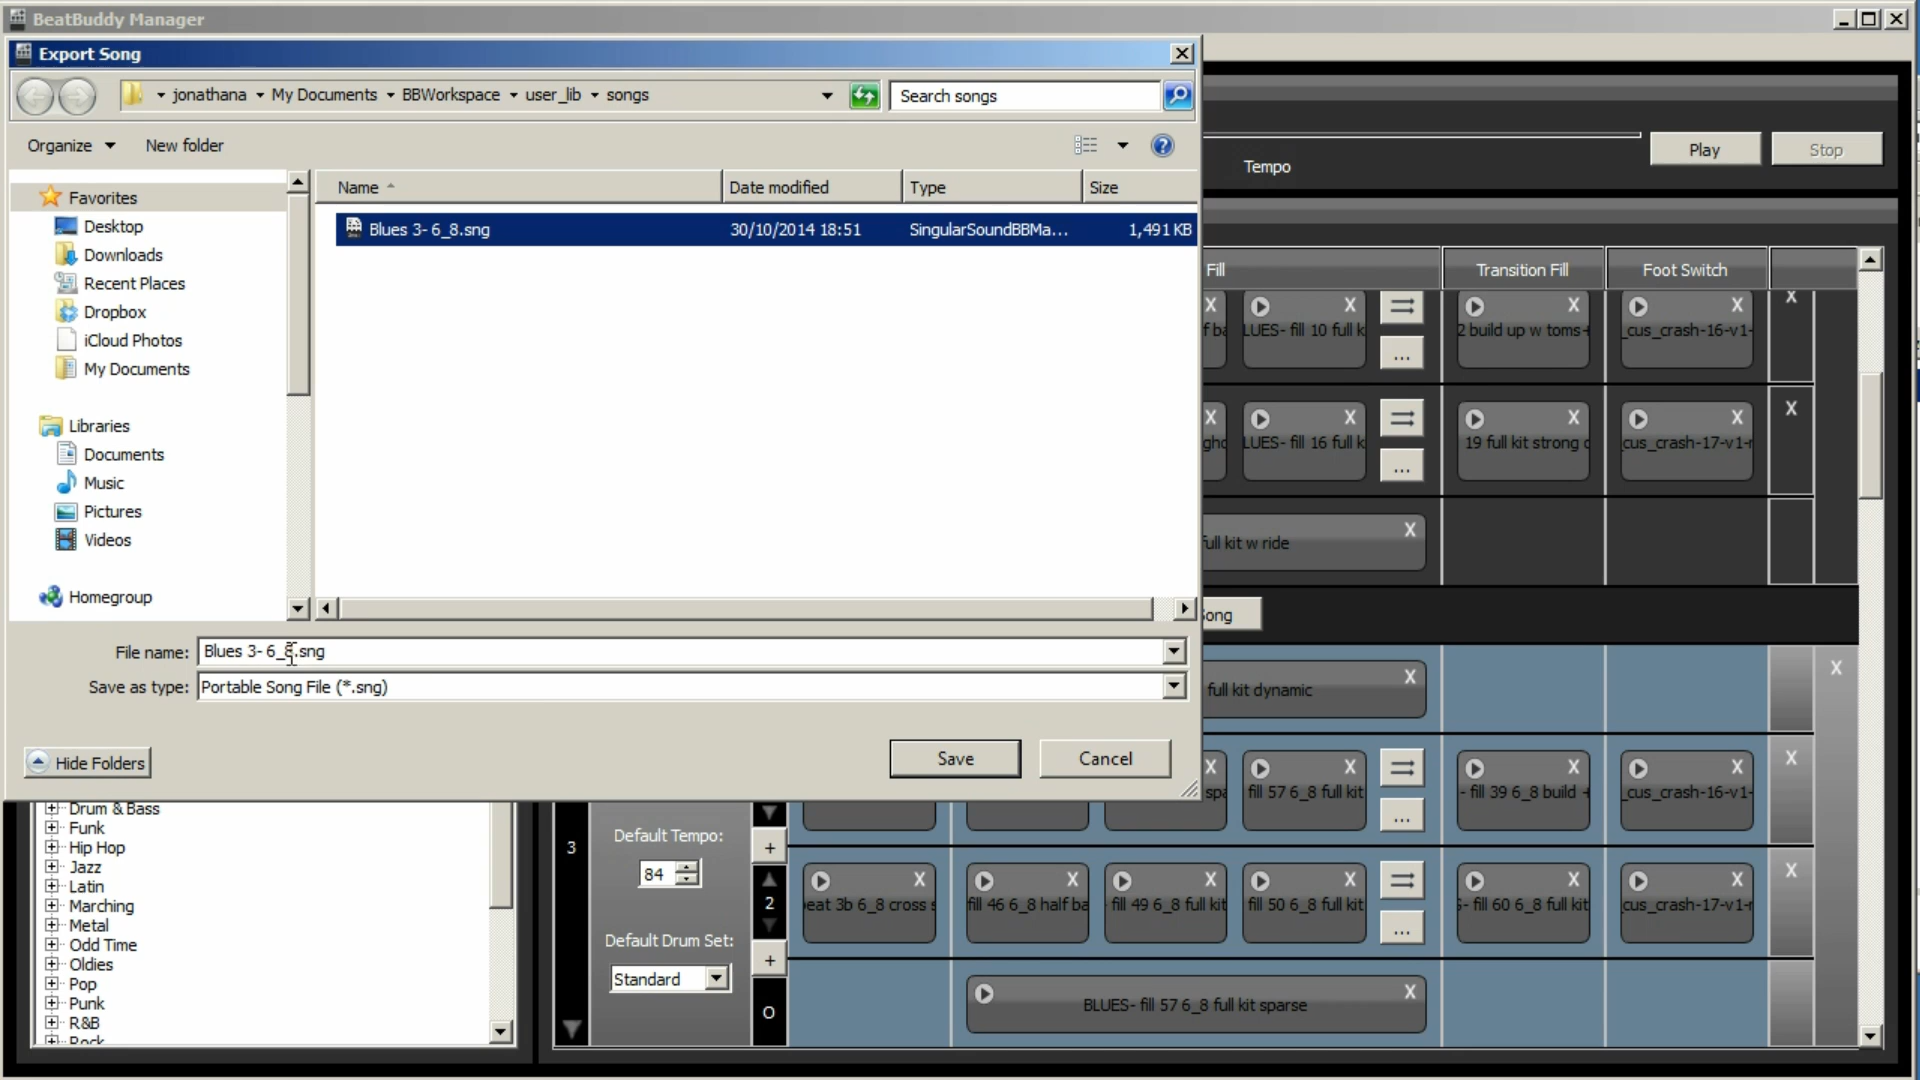 BeatBuddy Manager
Export Song
jonathana My Documents BBWorkspace user_lib songs
Search songs
Organize New folder
Play Stop
Tempo
Name Date modified Type Size
Favorites
Desktop
Downloads
Recent Places
Dropbox
iCloud Photos
My Documents
Libraries
Documents
Music
Pictures
Videos
Homegroup
Blues 3- 6_8.sng 30/10/2014 18:51 SingularSoundBBMa... 1,491 KB
File name: Blues 3- 6_8.sng
Save as type: Portable Song File (*.sng)
Hide Folders Save Cancel
Fill Transition Fill Foot Switch
X X X X X
LUES- fill 10 full k 2 build up w toms+ _cus_crash-16-v1-
...
X X X X X
LUES- fill 16 full k 19 full kit strong _cus_crash-17-v1-
...
full kit w ride X
ong
full kit dynamic X X
X X X X X
fill 57 6_8 full kit - fill 39 6_8 build + _cus_crash-16-v1-
...
Drum & Bass
Funk
Hip Hop
Jazz
Latin
Marching
Metal
Odd Time
Oldies
Pop
Punk
R&B
Rock
3
Default Tempo:
84
Default Drum Set:
Standard
+
2
+
O
X X X X X X X
eat 3b 6_8 cross s fill 46 6_8 half ba fill 49 6_8 full kit fill 50 6_8 full kit - fill 60 6_8 full kit _cus_crash-17-v1-
...
BLUES- fill 57 6_8 full kit sparse X